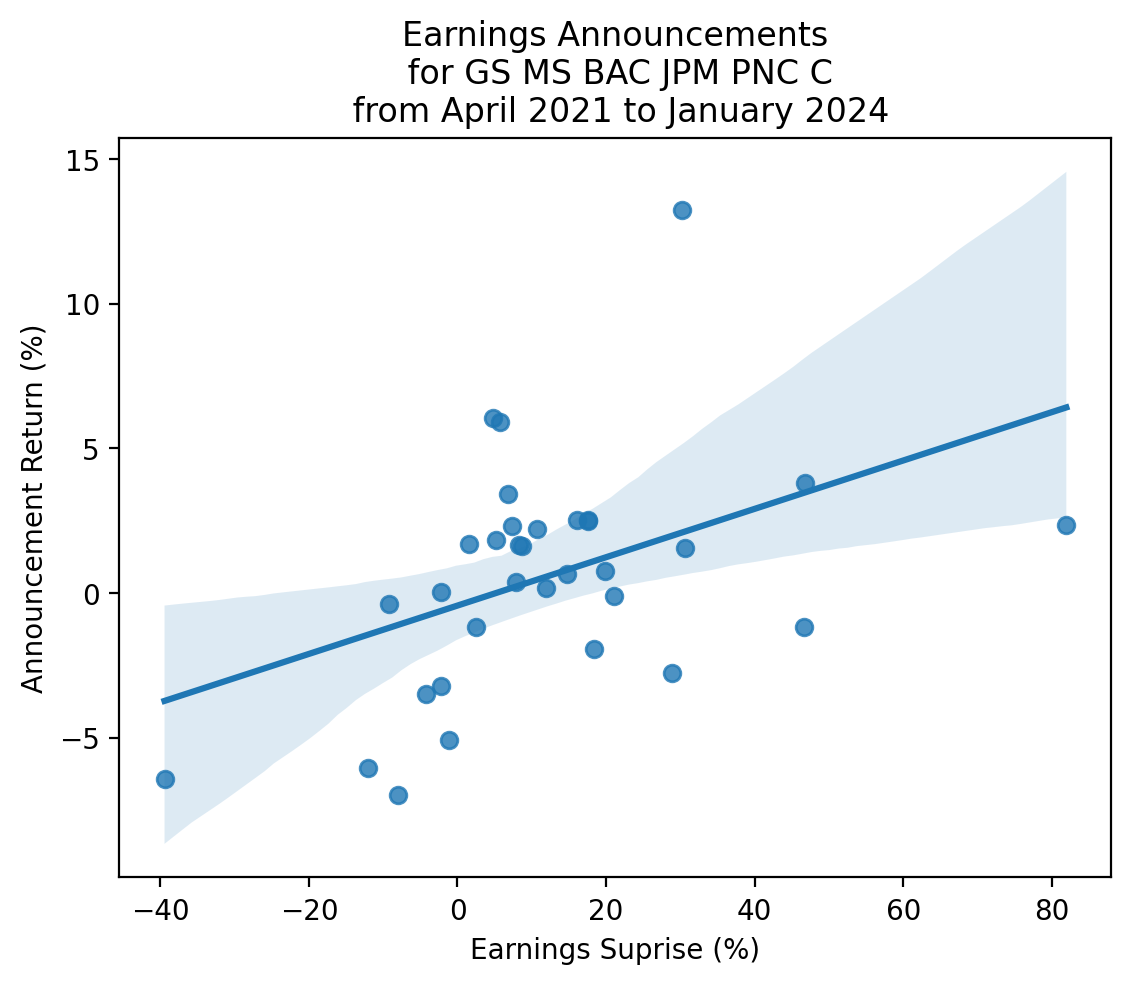 Earnings Announcements
for GS MS BAC JPM PNC C
from April 2021 to January 2024
15
10
5
0
−5
Announcement Return (%)
−40 −20 0 20 40 60 80
Earnings Suprise (%)